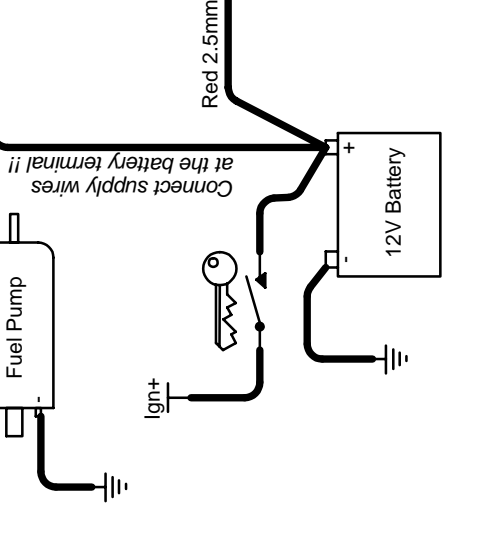 Red 2.5mm
Connect supply wires
at the battery terminal !!
+
12V Battery
-
Fuel Pump
-
Ign+